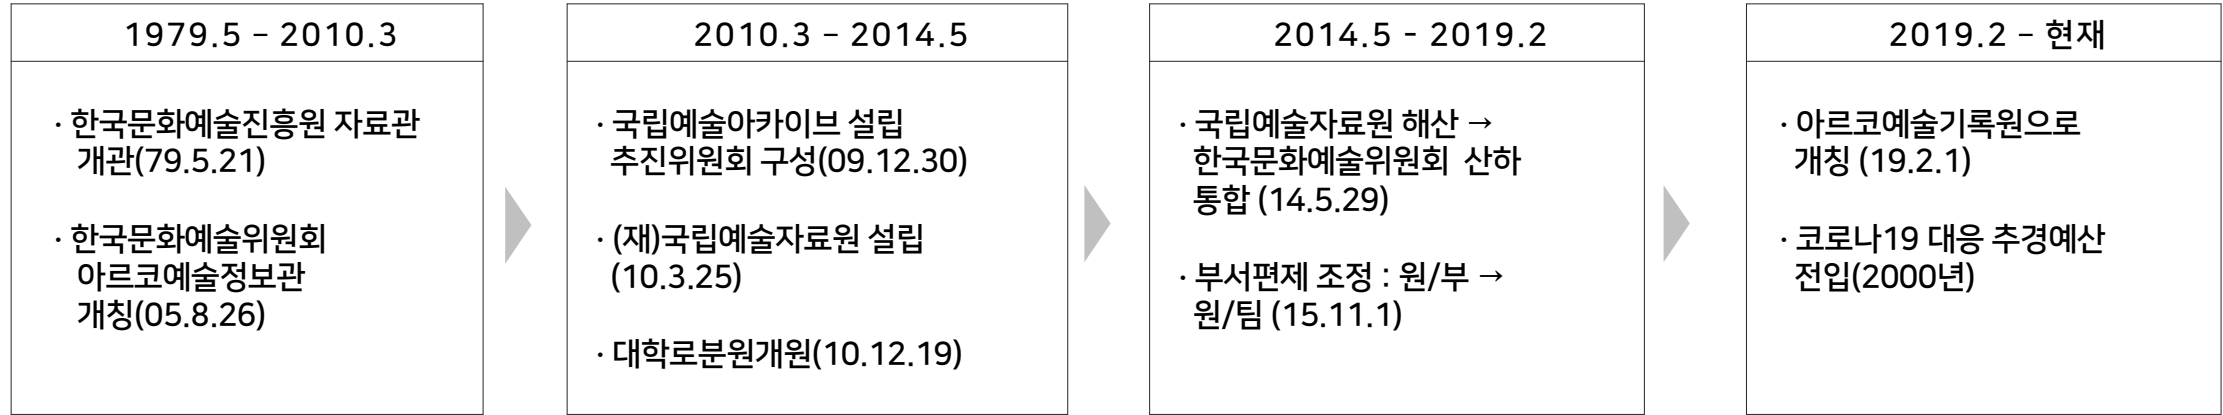 1979.5 – 2010.3
· 한국문화예술진흥원 자료관
개관(79.5.21)
· 한국문화예술위원회
아르코예술정보관
개칭(05.8.26)
2010.3 – 2014.5
· 국립예술아카이브 설립
추진위원회 구성(09.12.30)
· (재)국립예술자료원 설립
(10.3.25)
· 대학로분원개원(10.12.19)
2014.5 - 2019.2
· 국립예술자료원 해산 →
한국문화예술위원회 산하
통합 (14.5.29)
· 부서편제 조정 : 원/부 →
원/팀 (15.11.1)
2019.2 – 현재
· 아르코예술기록원으로
개칭 (19.2.1)
· 코로나19 대응 추경예산
전입(2000년)